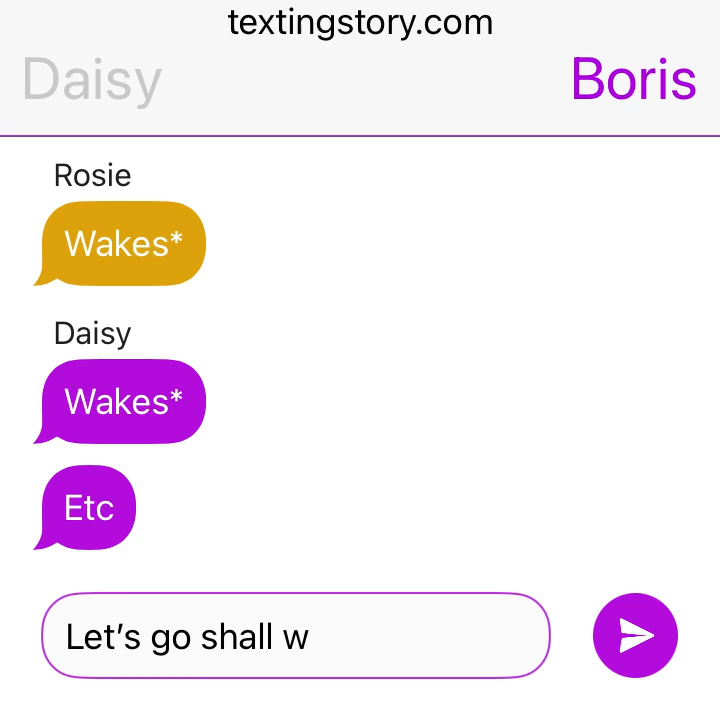 textingstory.com
Daisy Boris
Rosie
Wakes*
Daisy
Wakes*
Etc
Let’s go shall w